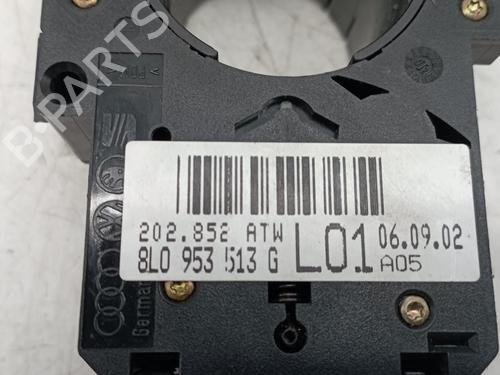 B-PARTS
202.852 ATW
8L0 953 513 G
L01
06.09.02
A05
Germany